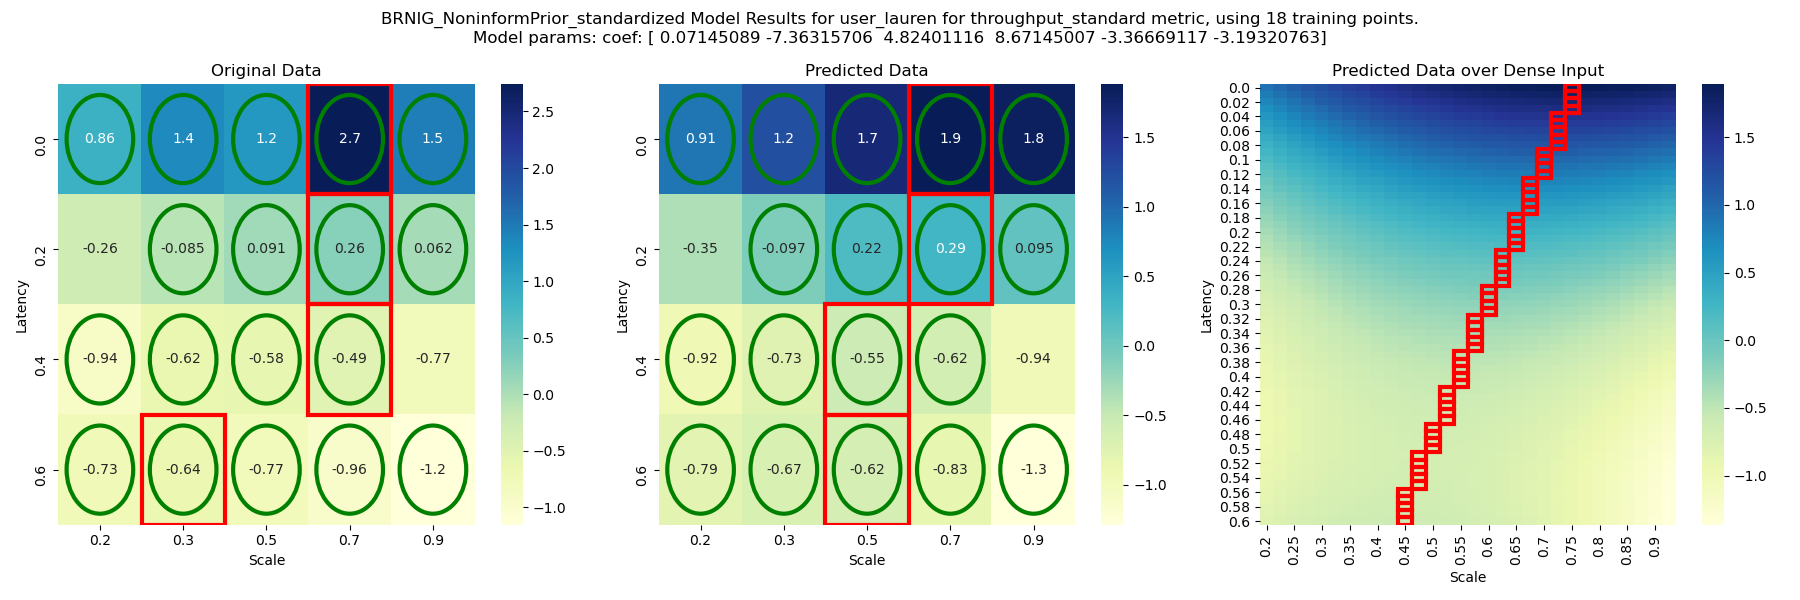 BRNIG_NoninformPrior_standardized Model Results for user_lauren for throughput_standard metric, using 18 training points.
Model params: coef: [ 0.07145089 -7.36315706  4.82401116  8.67145007 -3.36669117 -3.19320763]
Original Data
0.86 1.4 1.2 2.7 1.5
-0.26 -0.085 0.091 0.26 0.062
-0.94 -0.62 -0.58 -0.49 -0.77
-0.73 -0.64 -0.77 -0.96 -1.2
0.0
0.2
0.4
0.6
Latency
0.2 0.3 0.5 0.7 0.9
Scale
2.5
2.0
1.5
1.0
0.5
0.0
−0.5
−1.0
Predicted Data
0.91 1.2 1.7 1.9 1.8
-0.35 -0.097 0.22 0.29 0.095
-0.92 -0.73 -0.55 -0.62 -0.94
-0.79 -0.67 -0.62 -0.83 -1.3
0.0
0.2
0.4
0.6
Latency
0.2 0.3 0.5 0.7 0.9
Scale
1.5
1.0
0.5
0.0
−0.5
−1.0
Predicted Data over Dense Input
0.0
0.02
0.04
0.06
0.08
0.1
0.12
0.14
0.16
0.18
0.2
0.22
0.24
0.26
0.28
0.3
0.32
0.34
0.36
0.38
0.4
0.42
0.44
0.46
0.48
0.5
0.52
0.54
0.56
0.58
0.6
Latency
0.2 0.25 0.3 0.35 0.4 0.45 0.5 0.55 0.6 0.65 0.7 0.75 0.8 0.85 0.9
Scale
1.5
1.0
0.5
0.0
−0.5
−1.0